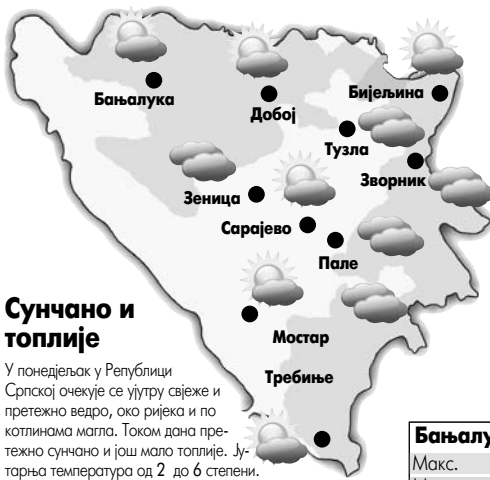 Бањалука
Добој
Бијељина
Тузла
Зворник
Зеница
Сарајево
Пале
Мостар
Требиње
Сунчано и
топлије
У понедјељак у Републици
Српској очекује се ујутру свјеже и
претежно ведро, око ријека и по
котлинама магла. Током дана пре-
тежно сунчано и још мало топлије. Ју-
тарња температура од 2 до 6 степени.
Макс.